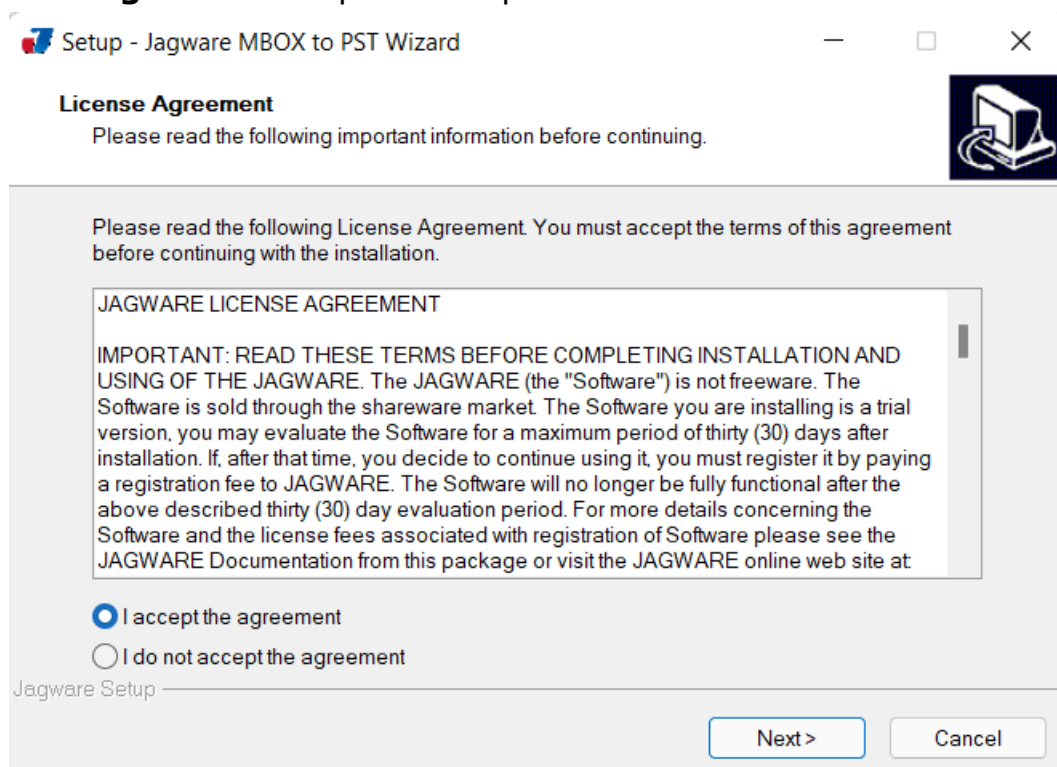 Setup - Jagware MBOX to PST Wizard
License Agreement
Please read the following important information before continuing.
Please read the following License Agreement. You must accept the terms of this agreement
before continuing with the installation.
JAGWARE LICENSE AGREEMENT
IMPORTANT: READ THESE TERMS BEFORE COMPLETING INSTALLATION AND
USING OF THE JAGWARE. The JAGWARE (the "Software") is not freeware. The
Software is sold through the shareware market. The Software you are installing is a trial
version, you may evaluate the Software for a maximum period of thirty (30) days after
installation. If, after that time, you decide to continue using it, you must register it by paying
a registration fee to JAGWARE. The Software will no longer be fully functional after the
above described thirty (30) day evaluation period. For more details concerning the
Software and the license fees associated with registration of Software please see the
JAGWARE Documentation from this package or visit the JAGWARE online web site at:
I accept the agreement
I do not accept the agreement
Jagware Setup
Next >
Cancel